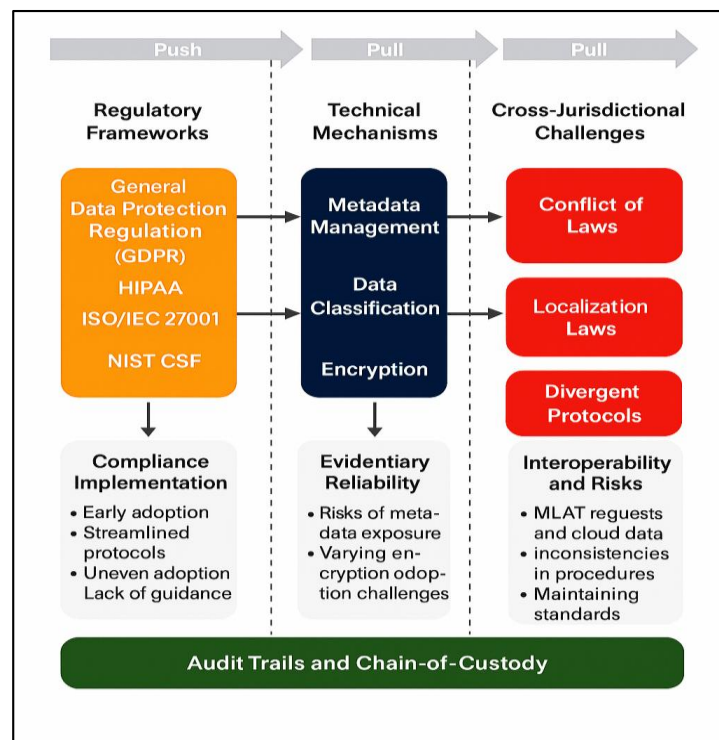 Push
Pull
Pull
Regulatory
Frameworks
Technical
Mechanisms
Cross-Jurisdictional
Challenges
General
Data Protection
Regulation
(GDPR)
HIPAA
ISO/IEC 27001
NIST CSF
Metadata
Management
Data
Classification
Encryption
Conflict of
Laws
Localization
Laws
Divergent
Protocols
Compliance
Implementation
• Early adoption
• Streamlined
protocols
• Uneven adoption
Lack of guidance
Evidentiary
Reliability
• Risks of meta-
data exposure
• Varying en-
cryption odop-
tion challenges
Interoperability
and Risks
• MLAT reguests
and cloud data
• inconsistencies
in procedures
• Maintaining
standards
Audit Trails and Chain-of-Custody